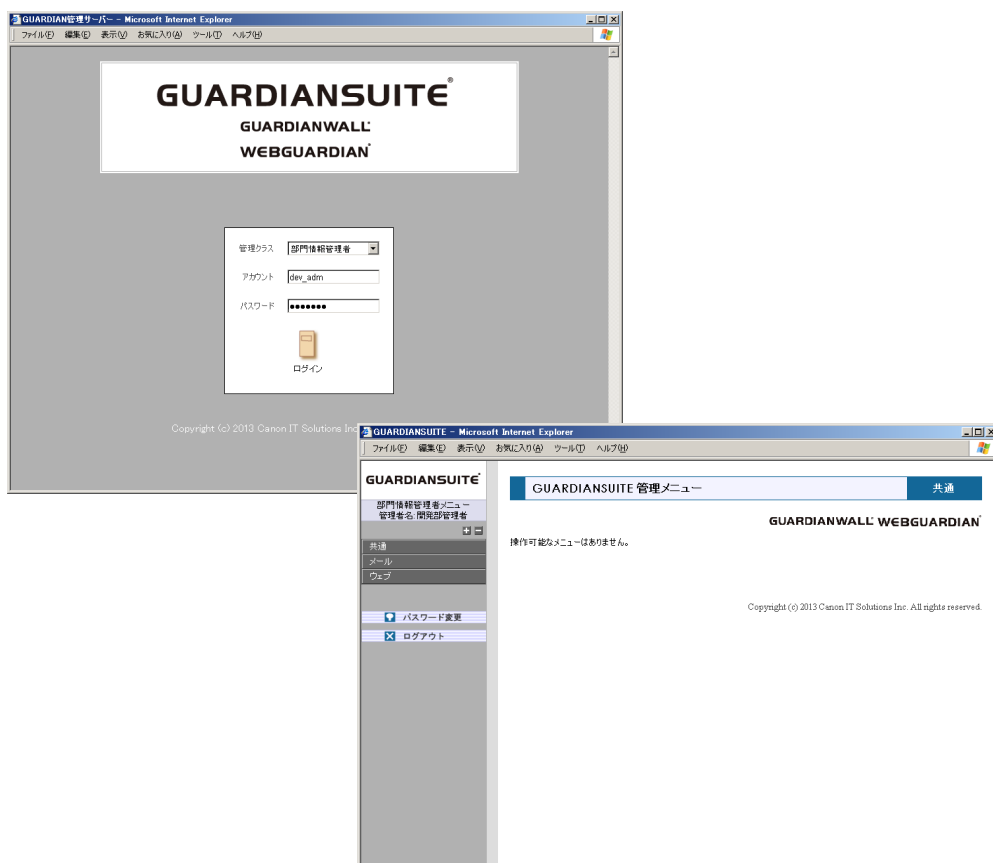 GUARDIAN管理サーバー - Microsoft Internet Explorer
ファイル(F) 編集(E) 表示(V) お気に入り(A) ツール(T) ヘルプ(H)
GUARDIANSUITE®
GUARDIANWALL
WEBGUARDIAN
管理クラス 部門情報管理者
アカウント dev_adm
パスワード ●●●●●●●
ログイン
Copyright (c) 2013 Canon IT Solutions Inc
GUARDIANSUITE - Microsoft Internet Explorer
ファイル(F) 編集(E) 表示(V) お気に入り(A) ツール(T) ヘルプ(H)
GUARDIANSUITE
部門情報管理者メニュー
管理者名:開発部管理者
共通
メール
ウェブ
パスワード変更
ログアウト
GUARDIANSUITE 管理メニュー 共通
GUARDIANWALL WEBGUARDIAN
操作可能なメニューはありません。
Copyright (c) 2013 Canon IT Solutions Inc. All rights reserved.